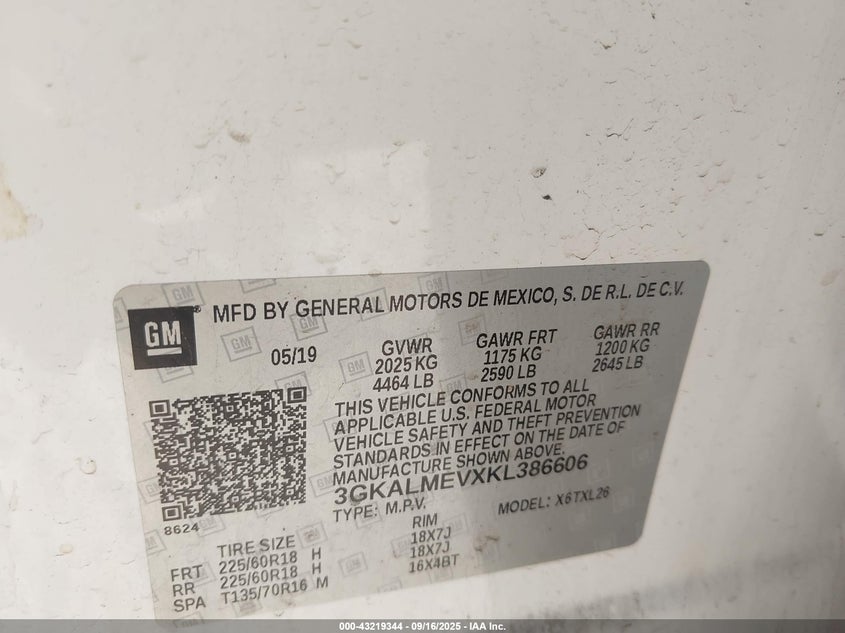 GM
MFD BY GENERAL MOTORS DE MEXICO, S. DE R.L. DE C.V.
05/19
GVWR
2025 KG
4464 LB
GAWR FRT
1175 KG
2590 LB
GAWR RR
1200 KG
2645 LB
THIS VEHICLE CONFORMS TO ALL
APPLICABLE U.S. FEDERAL MOTOR
VEHICLE SAFETY AND THEFT PREVENTION
STANDARDS IN EFFECT ON THE DATE OF
MANUFACTURE SHOWN ABOVE.
3GKALMEVXKL386606
TYPE: M.P.V. MODEL: X6TXL26
8624
TIRE SIZE RIM
FRT 225/60R18 H 18X7J
RR 225/60R18 H 18X7J
SPA T135/70R16 M 16X4BT
000-43219344 - 09/16/2025 - IAA Inc.